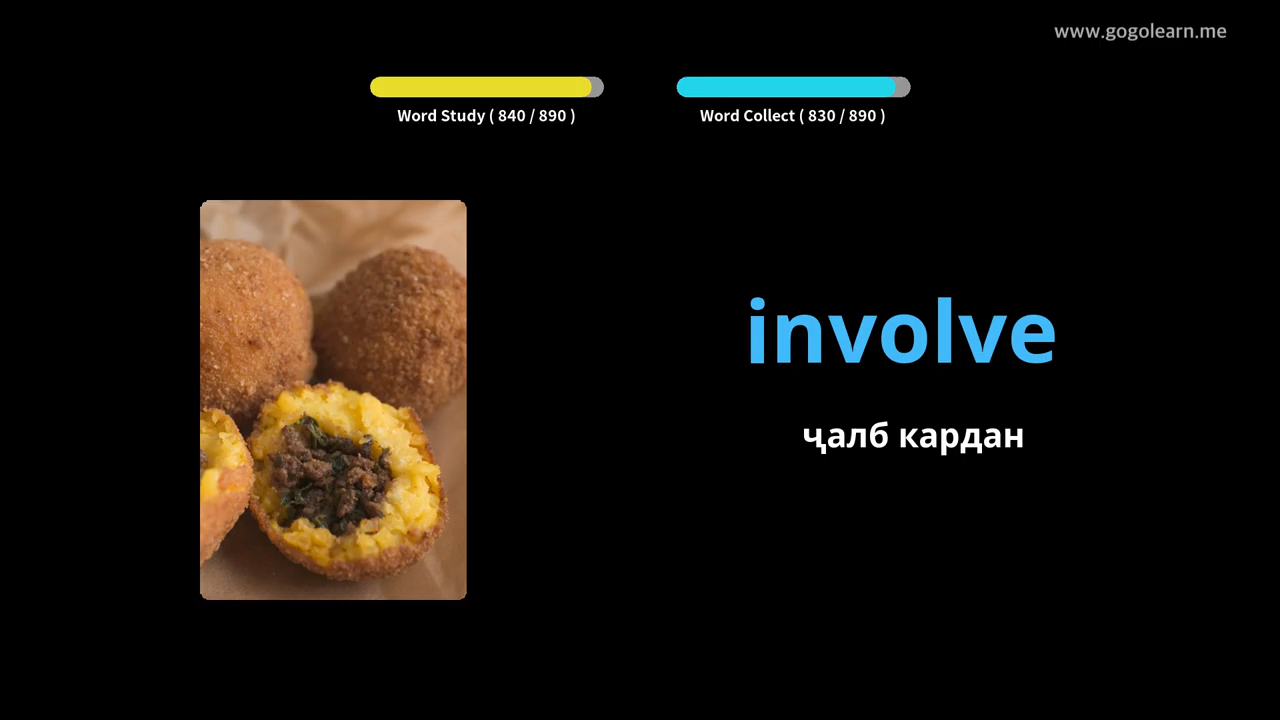 www.gogolearn.me
Word Study ( 840 / 890 )
Word Collect ( 830 / 890 )
involve
ҷалб кардан